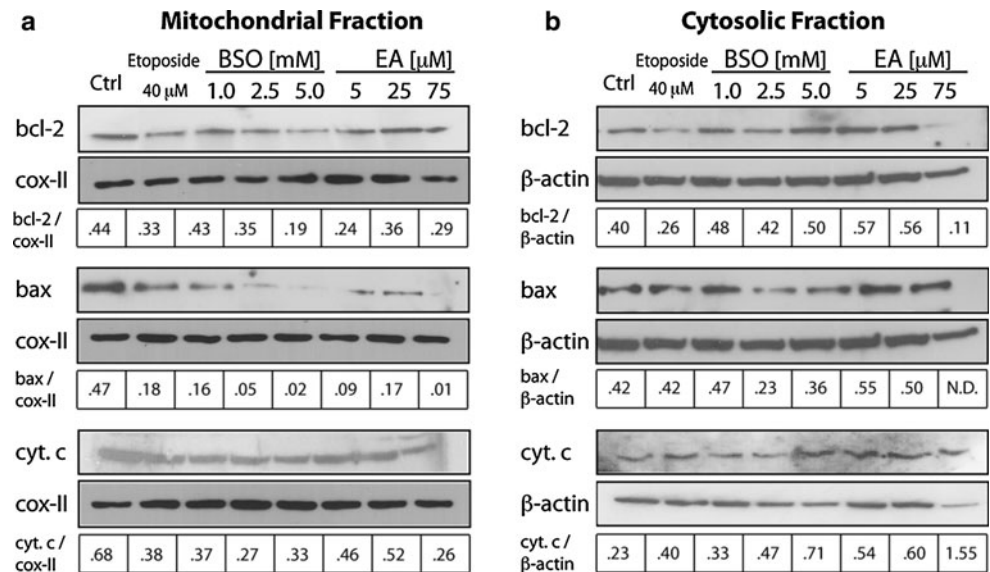 a Mitochondrial Fraction
Ctrl Etoposide 40 μM BSO [mM] 1.0 2.5 5.0 EA [μM] 5 25 75
bcl-2
cox-II
bcl-2 / cox-II .44 .33 .43 .35 .19 .24 .36 .29
bax
cox-II
bax / cox-II .47 .18 .16 .05 .02 .09 .17 .01
cyt. c
cox-II
cyt. c / cox-II .68 .38 .37 .27 .33 .46 .52 .26
b Cytosolic Fraction
Ctrl Etoposide 40 μM BSO [mM] 1.0 2.5 5.0 EA [μM] 5 25 75
bcl-2
β-actin
bcl-2 / β-actin .40 .26 .48 .42 .50 .57 .56 .11
bax
β-actin
bax / β-actin .42 .42 .47 .23 .36 .55 .50 N.D.
cyt. c
β-actin
cyt. c / β-actin .23 .40 .33 .47 .71 .54 .60 1.55